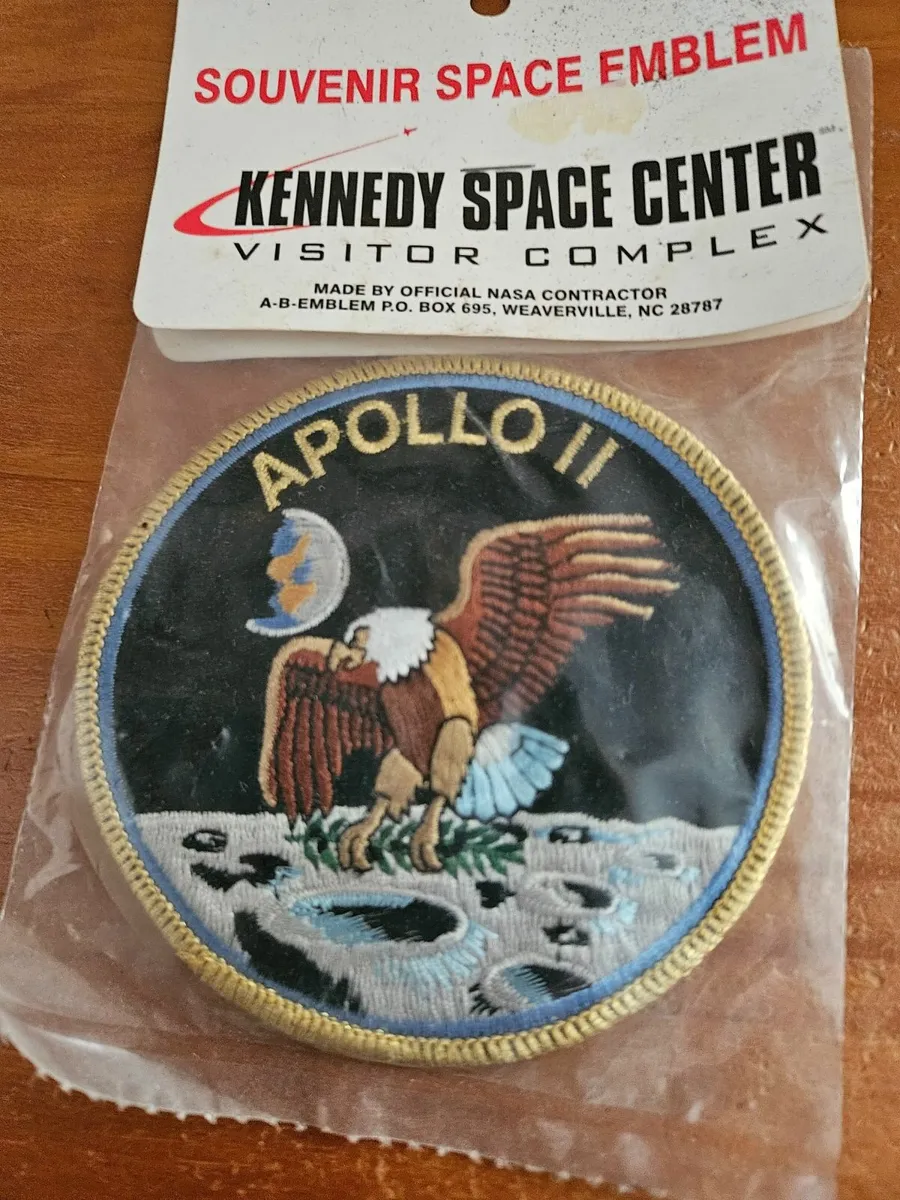 SOUVENIR SPACE EMBLEM
KENNEDY SPACE CENTER℠
VISITOR COMPLEX
MADE BY OFFICIAL NASA CONTRACTOR
A-B-EMBLEM P.O. BOX 695, WEAVERVILLE, NC 28787
APOLLO 11